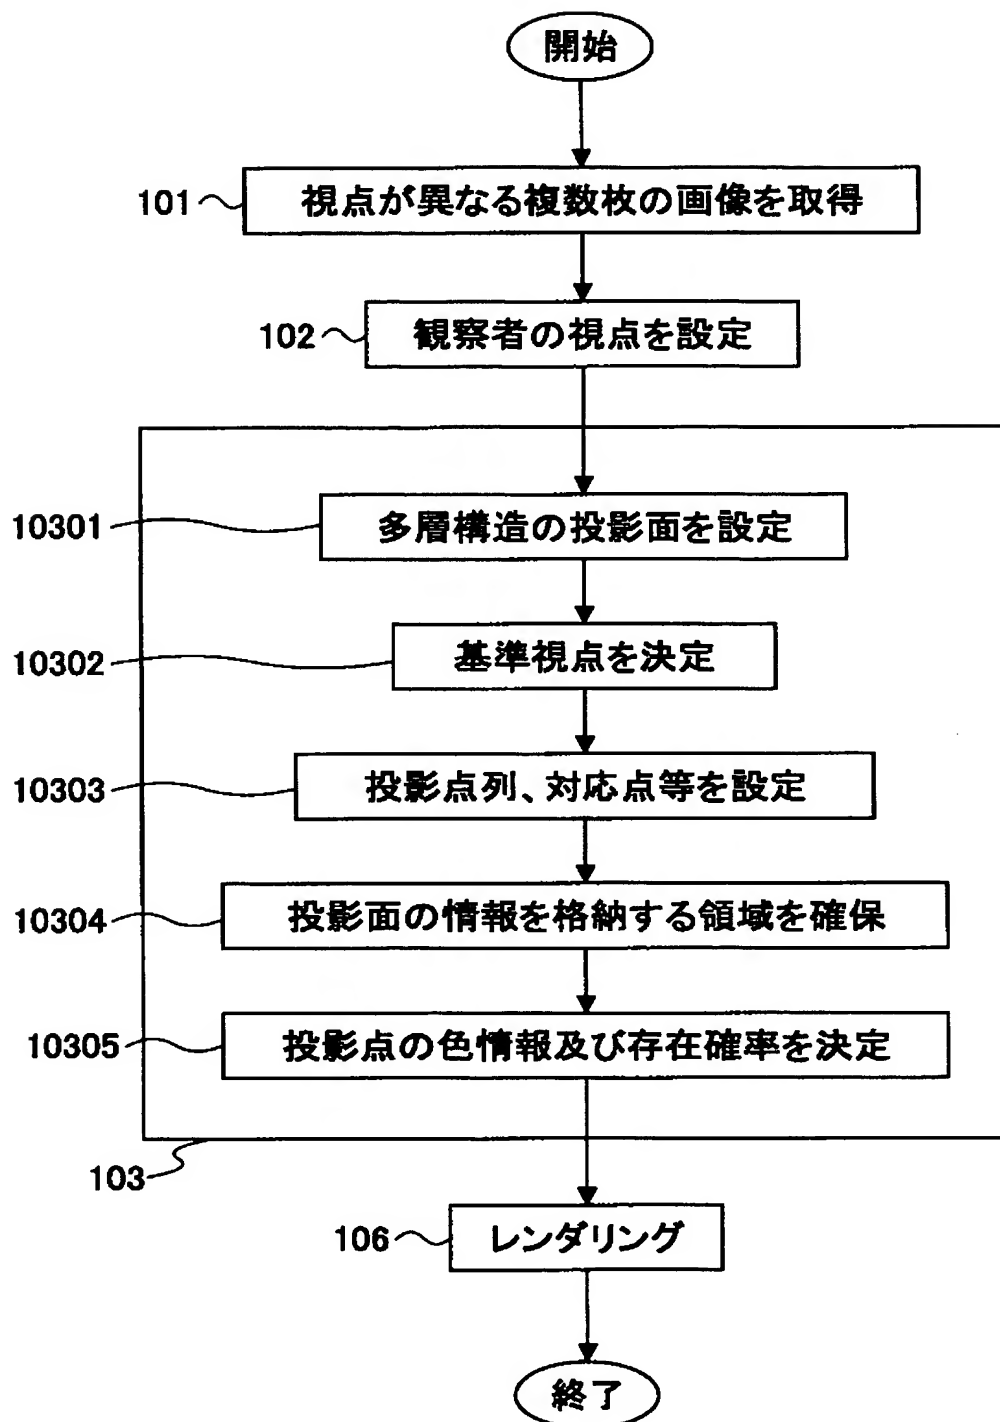 開始
101 視点が異なる複数枚の画像を取得
102 観察者の視点を設定
10301 多層構造の投影面を設定
10302 基準視点を決定
10303 投影点列、対応点等を設定
10304 投影面の情報を格納する領域を確保
10305 投影点の色情報及び存在確率を決定
103
106 レンダリング
終了